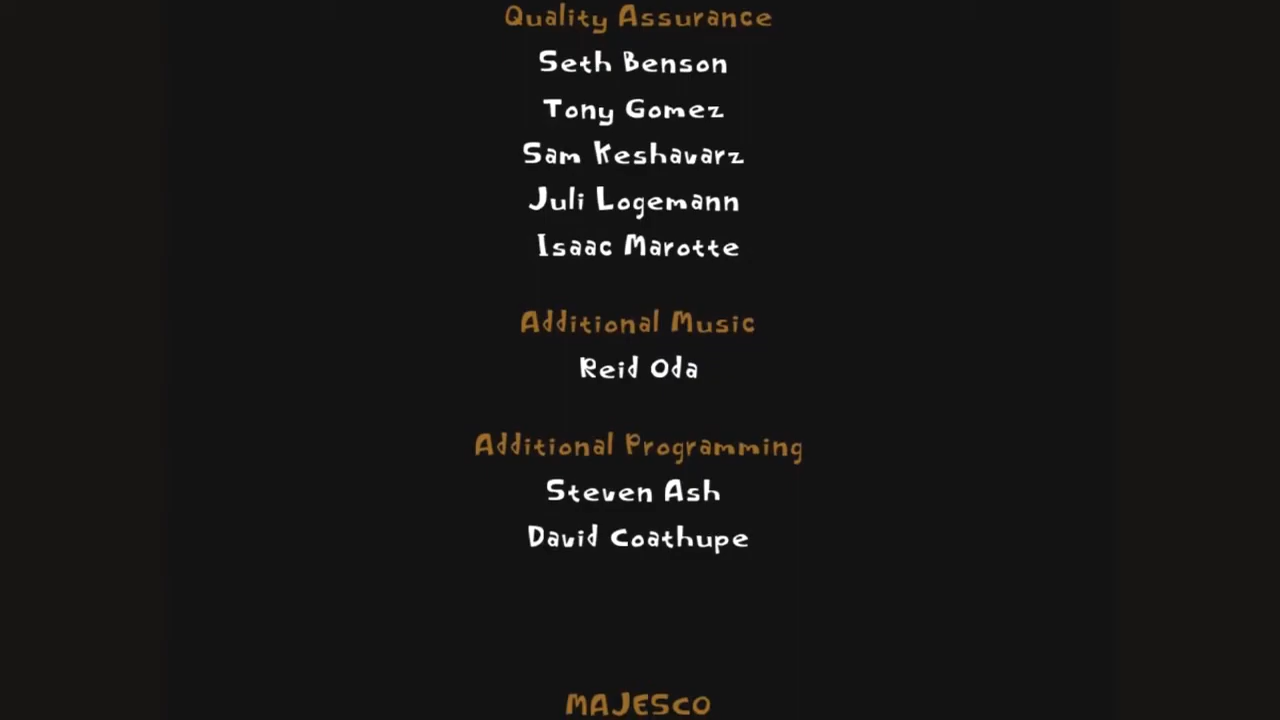 Quality Assurance
Seth Benson
Tony Gomez
Sam Keshavarz
Juli Logemann
Isaac Marotte
Additional Music
Reid Oda
Additional Programming
Steven Ash
David Coathupe
MAJESCO